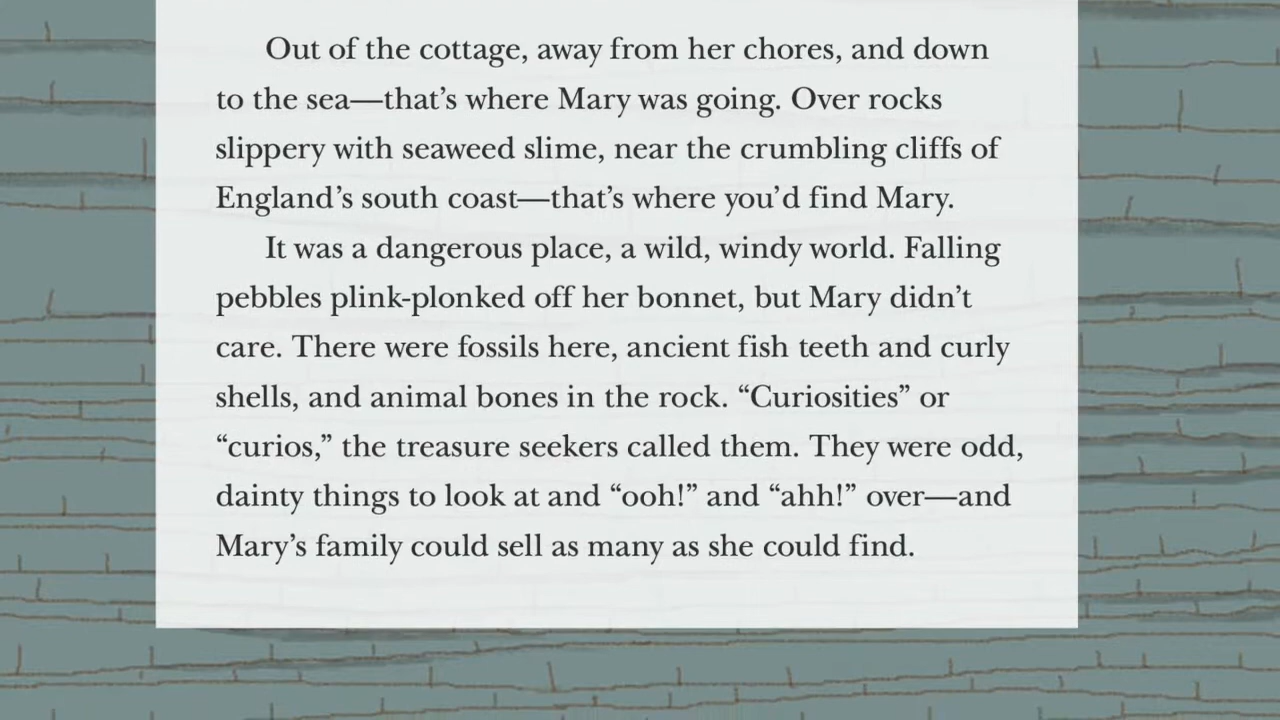 Out of the cottage, away from her chores, and down
to the sea—that’s where Mary was going. Over rocks
slippery with seaweed slime, near the crumbling cliffs of
England’s south coast—that’s where you’d find Mary.
It was a dangerous place, a wild, windy world. Falling
pebbles plink-plonked off her bonnet, but Mary didn’t
care. There were fossils here, ancient fish teeth and curly
shells, and animal bones in the rock. “Curiosities” or
“curios,” the treasure seekers called them. They were odd,
dainty things to look at and “ooh!” and “ahh!” over—and
Mary’s family could sell as many as she could find.